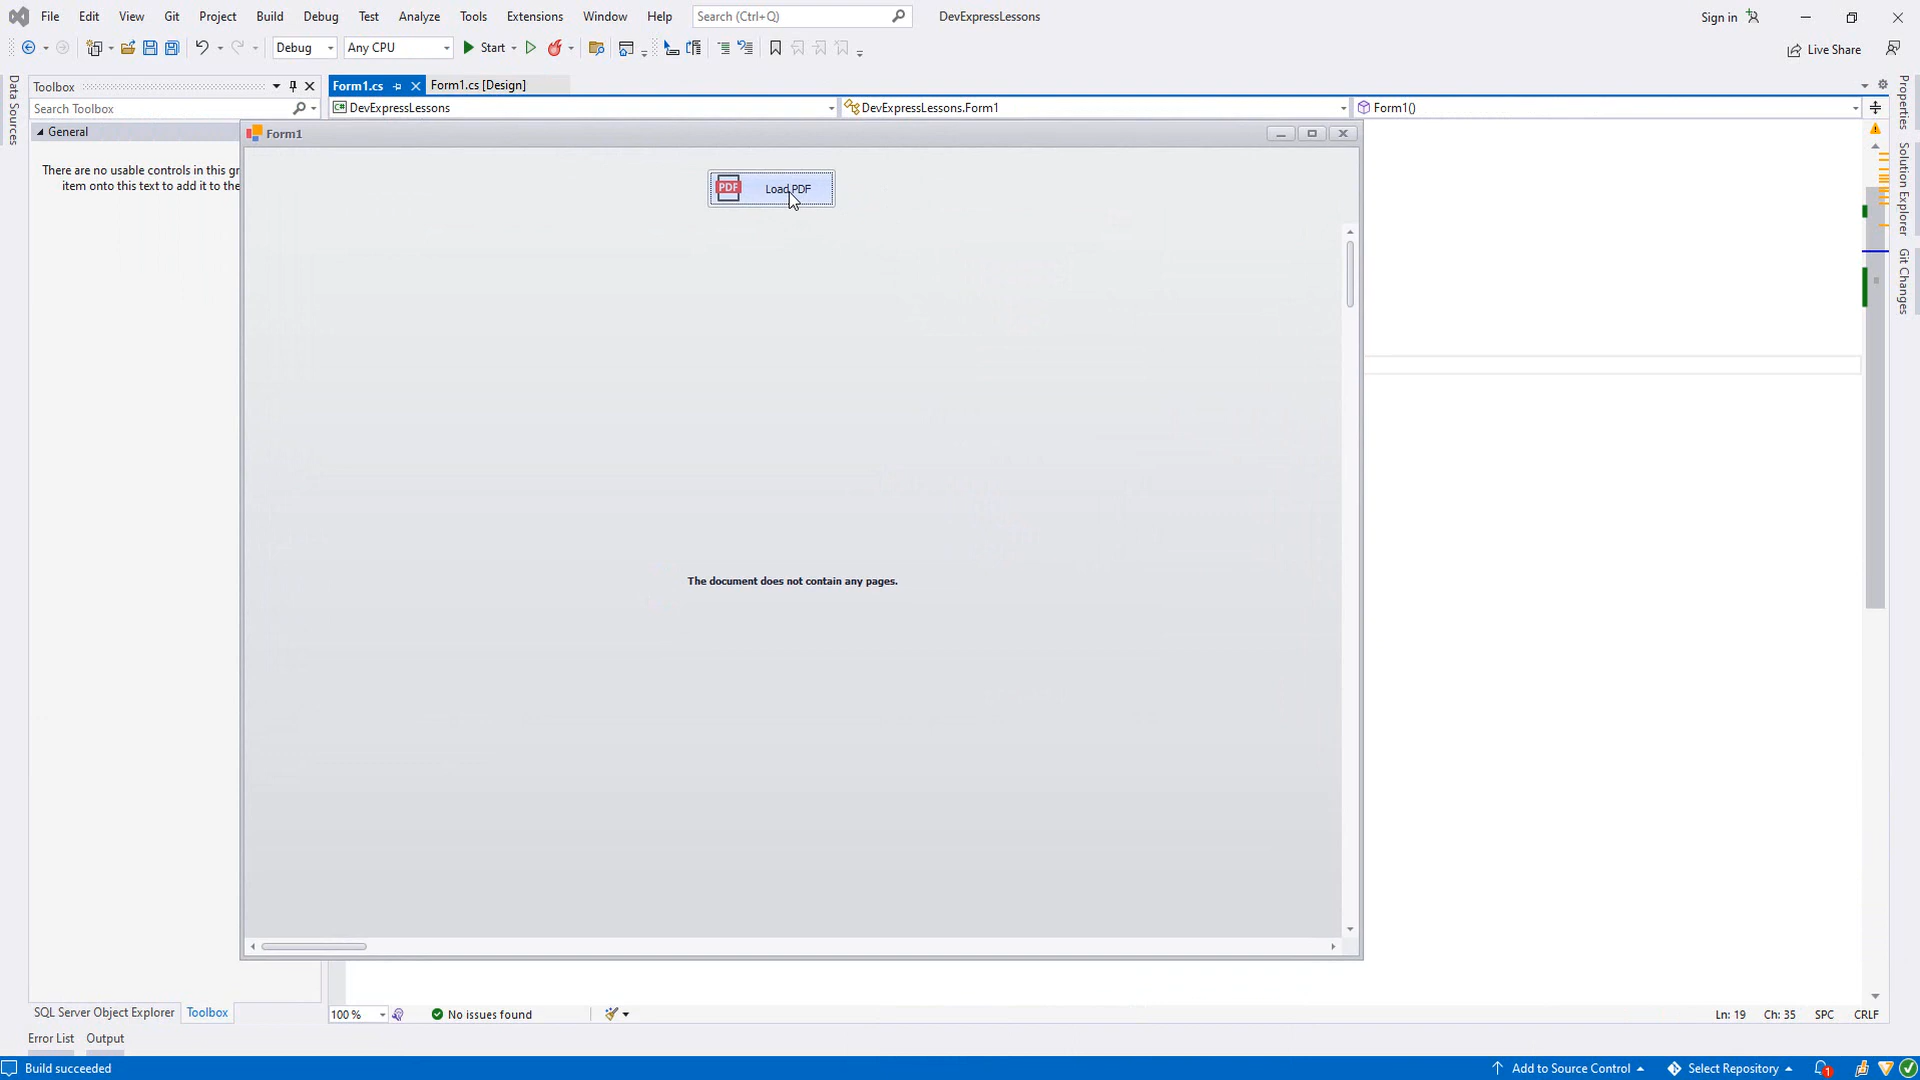 File Edit View Git Project Build Debug Test Analyze Tools Extensions Window Help Search (Ctrl+Q) DevExpressLessons Sign in
Debug Any CPU Start Live Share
Data Sources
Toolbox
Search Toolbox
General
There are no usable controls in this gr
item onto this text to add it to the
Form1.cs Form1.cs [Design]
DevExpressLessons DevExpressLessons.Form1 Form1()
Form1
PDF Load PDF
The document does not contain any pages.
Properties
Solution Explorer
Git Changes
SQL Server Object Explorer Toolbox
100 % No issues found Ln: 19 Ch: 35 SPC CRLF
Error List Output
Build succeeded Add to Source Control Select Repository 1